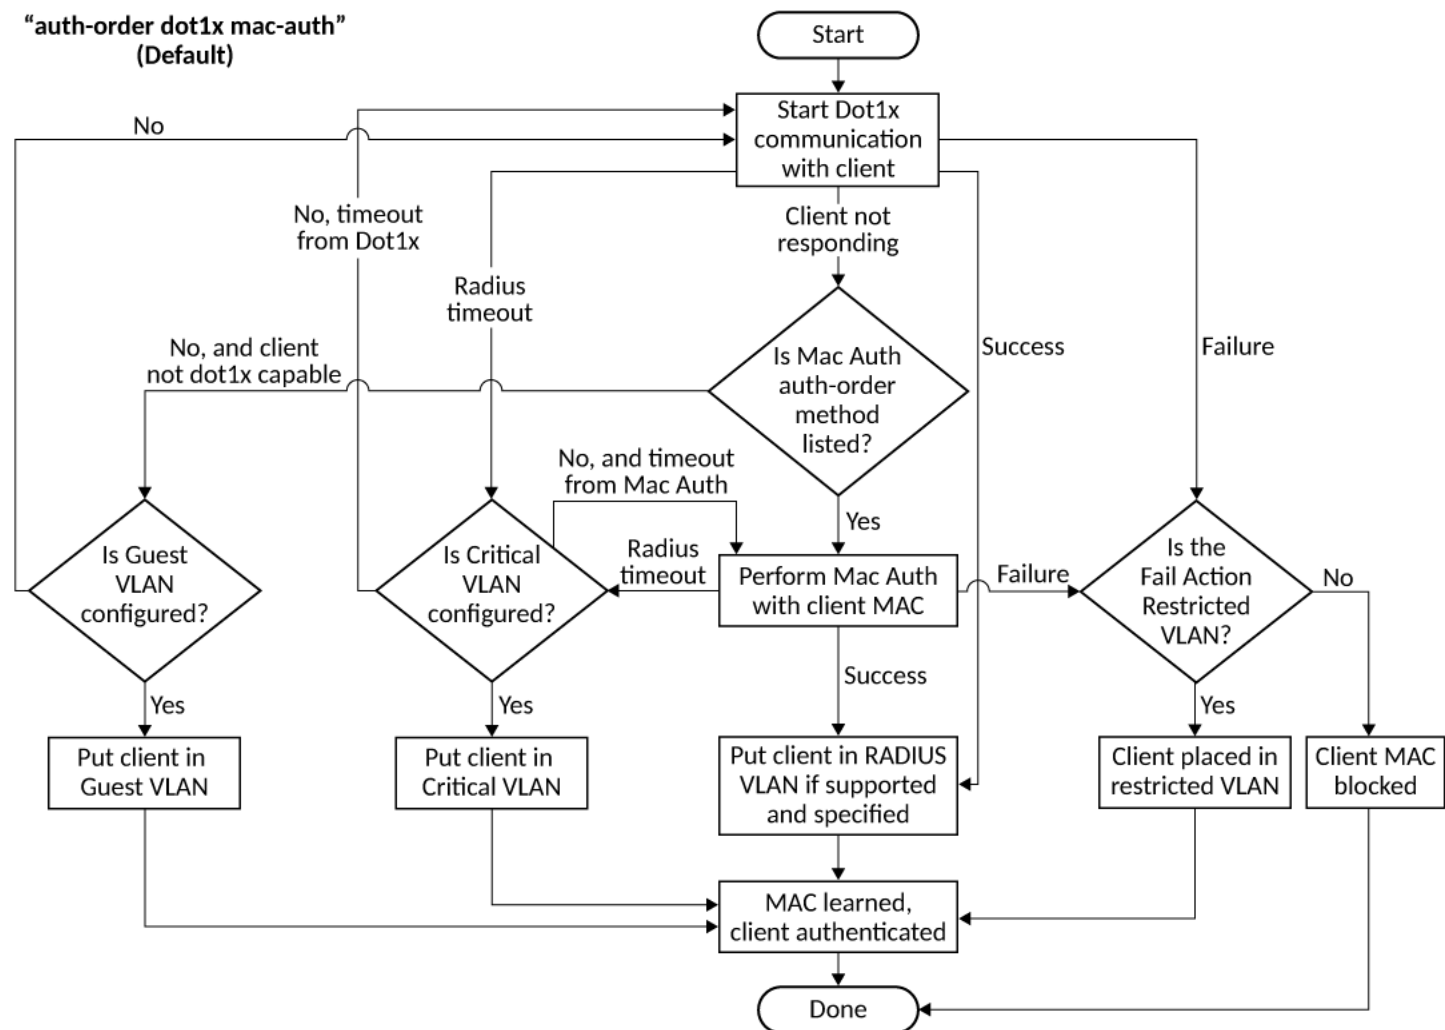 “auth-order dot1x mac-auth”
(Default)
Start
Start Dot1x
communication
with client
No
No, timeout
from Dot1x
Client not
responding
Radius
timeout
Success
Failure
No, and client
not dot1x capable
Is Mac Auth
auth-order
method
listed?
No, and timeout
from Mac Auth
Yes
Is Guest
VLAN
configured?
Is Critical
VLAN
configured?
Radius
timeout
Perform Mac Auth
with client MAC
Failure
Is the
Fail Action
Restricted
VLAN?
No
Yes
Yes
Success
Yes
Put client in
Guest VLAN
Put client in
Critical VLAN
Put client in RADIUS
VLAN if supported
and specified
Client placed in
restricted VLAN
Client MAC
blocked
MAC learned,
client authenticated
Done